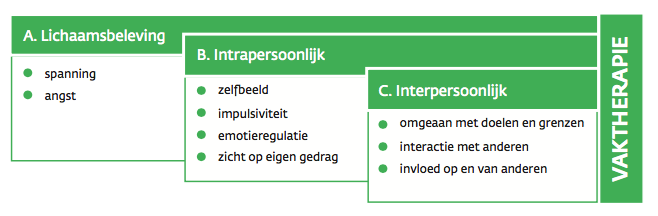 A. Lichaamsbeleving
spanning
angst
B. Intrapersoonlijk
zelfbeeld
impulsiviteit
emotieregulatie
zicht op eigen gedrag
C. Interpersoonlijk
omgeaan met doelen en grenzen
interactie met anderen
invloed op en van anderen
VAKTHERAPIE